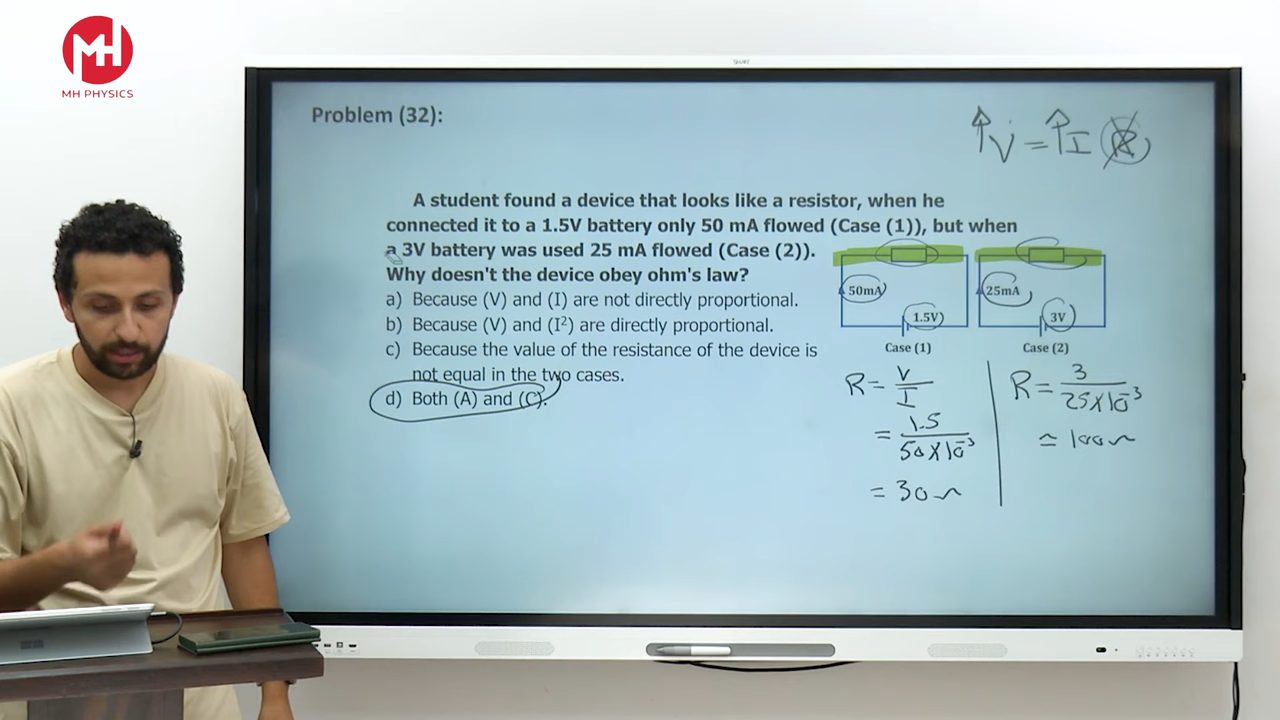 MH
MH PHYSICS
SMART
Problem (32):
↑V = ↑I R
A student found a device that looks like a resistor, when he
connected it to a 1.5V battery only 50 mA flowed (Case (1)), but when
a 3V battery was used 25 mA flowed (Case (2)).
Why doesn't the device obey ohm's law?
a) Because (V) and (I) are not directly proportional.
b) Because (V) and (I²) are directly proportional.
c) Because the value of the resistance of the device is
not equal in the two cases.
d) Both (A) and (C).
50mA
1.5V
Case (1)
25mA
3V
Case (2)
R = V / I
= 1.5 / 50 × 10⁻³
= 30 Ω
R = 3 / 25 × 10⁻³
≃ 100 Ω